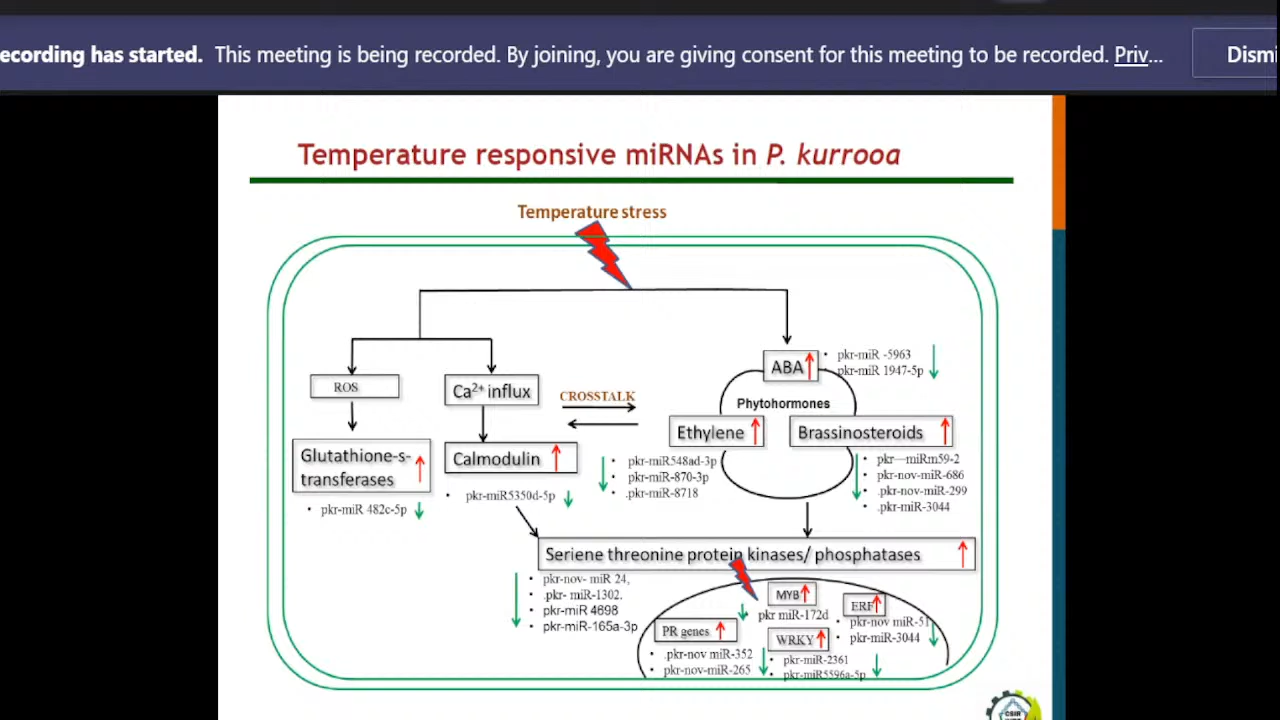 ecording has started. This meeting is being recorded. By joining, you are giving consent for this meeting to be recorded. Priv...
Dismi
Temperature responsive miRNAs in P. kurrooa
Temperature stress
ABA
• pkr-miR -5963
pkr-miR 1947-5p
ROS
Ca2+ influx
CROSSTALK
Phytohormones
Ethylene
Brassinosteroids
Glutathione-s-
transferases
Calmodulin
• pkr-miR548ad-3p
• pkr-miR-870-3p
• .pkr-miR-8718
• pkr—miRm59-2
• pkr-nov-miR-686
• .pkr-nov-miR-299
• .pkr-miR-3044
• pkr-miR5350d-5p
• pkr-miR 482c-5p
Seriene threonine protein kinases/ phosphatases
• pkr-nov- miR 24,
• .pkr- miR-1302.
• pkr-miR 4698
• pkr-miR-165a-3p
MYB
pkr miR-172d
ERF
• pkr-nov miR-51
• pkr-miR-3044
PR genes
• .pkr-nov miR-352
• pkr-nov-miR-265
WRKY
• pkr-miR-2361
• pkr-miR5596a-5p
CSIR